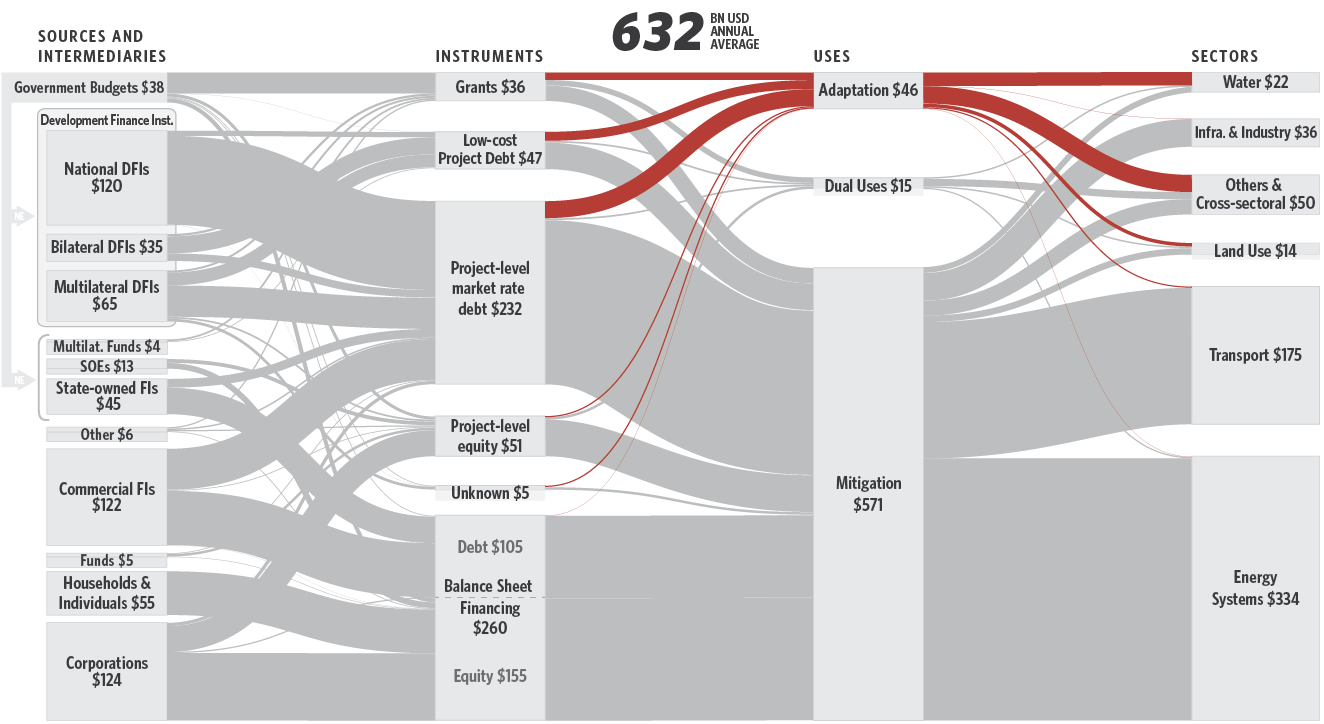 632
BN USD
ANNUAL
AVERAGE
SOURCES AND
INTERMEDIARIES
INSTRUMENTS
USES
SECTORS
Government Budgets $38
Development Finance Inst.
National DFIs
$120
NE
Bilateral DFIs $35
Multilateral DFIs
$65
Multilat. Funds $4
SOEs $13
NE
State-owned FIs
$45
Other $6
Commercial FIs
$122
Funds $5
Households &
Individuals $55
Corporations
$124
Grants $36
Low-cost
Project Debt $47
Project-level
market rate
debt $232
Project-level
equity $51
Unknown $5
Debt $105
Balance Sheet
Financing
$260
Equity $155
Adaptation $46
Dual Uses $15
Mitigation
$571
Water $22
Infra. & Industry $36
Others &
Cross-sectoral $50
Land Use $14
Transport $175
Energy
Systems $334